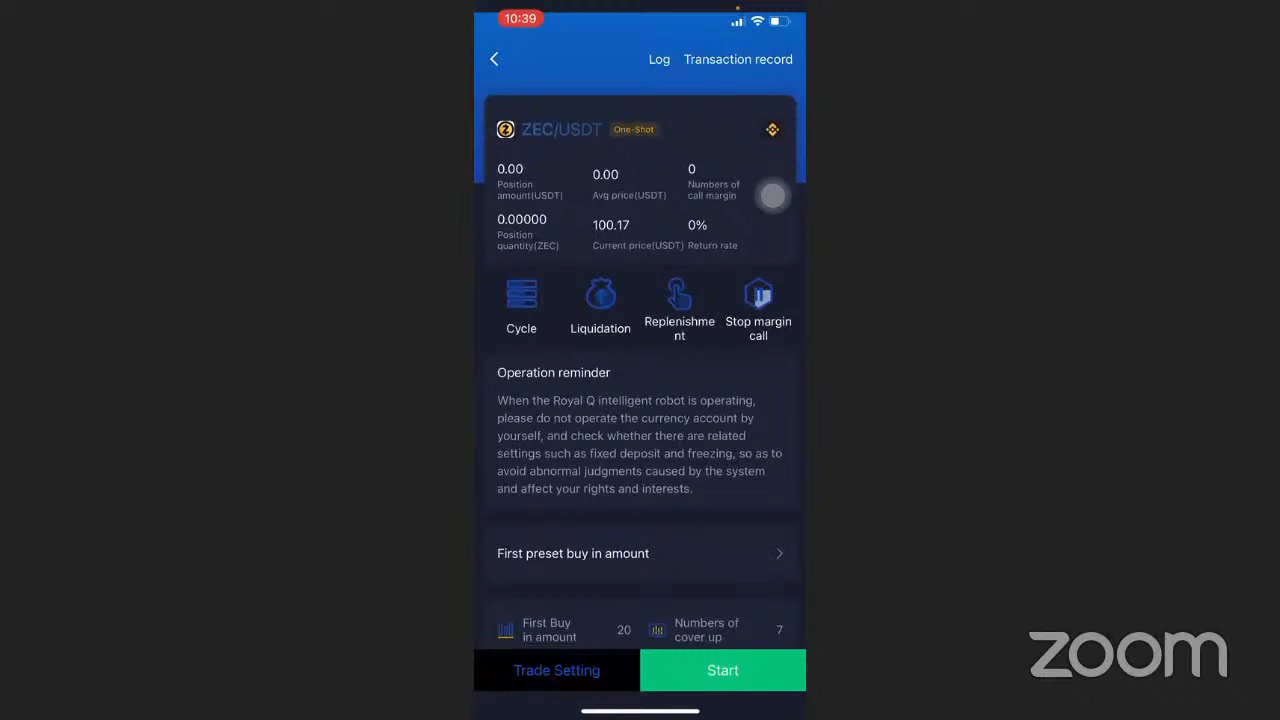 10:39
Log Transaction record
ZEC/USDT One-Shot
0.00 0.00 0
Position amount(USDT) Avg price(USDT) Numbers of call margin
0.00000 100.17 0%
Position quantity(ZEC) Current price(USDT) Return rate
Cycle Liquidation Replenishme Stop margin
nt call
Operation reminder
When the Royal Q intelligent robot is operating,
please do not operate the currency account by
yourself, and check whether there are related
settings such as fixed deposit and freezing, so as to
avoid abnormal judgments caused by the system
and affect your rights and interests.
First preset buy in amount
First Buy in amount 20 Numbers of cover up 7
Trade Setting Start
zoom